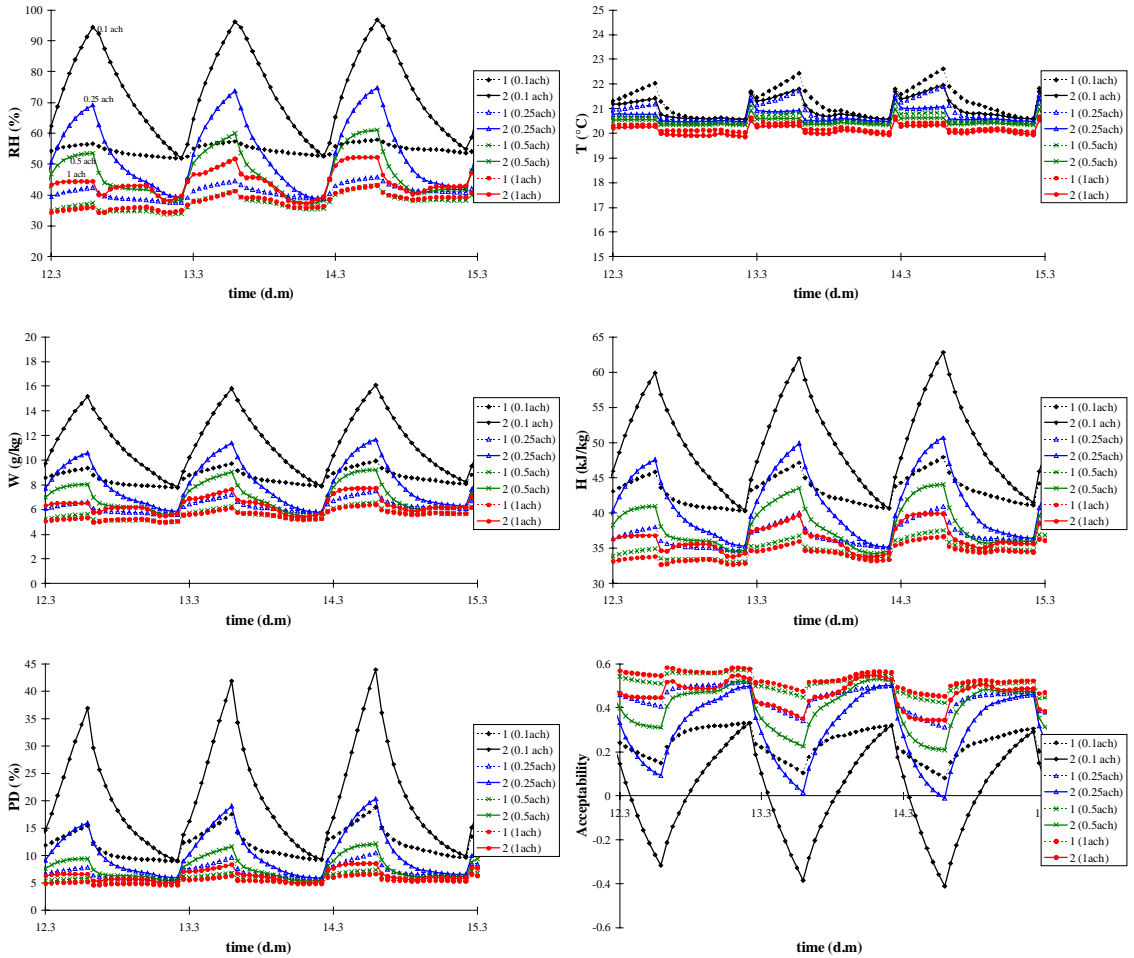 RH (%)
100
90
80
70
60
50
40
30
20
0.1 ach
0.25 ach
0.5 ach
1 ach
12.3 13.3 14.3 15.3
time (d.m)
1 (0.1ach)
2 (0.1 ach)
1 (0.25ach)
2 (0.25ach)
1 (0.5ach)
2 (0.5ach)
1 (1ach)
2 (1ach)
T (°C)
25
24
23
22
21
20
19
18
17
16
15
12.3 13.3 14.3 15.3
time (d.m)
1 (0.1ach)
2 (0.1 ach)
1 (0.25ach)
2 (0.25ach)
1 (0.5ach)
2 (0.5ach)
1 (1ach)
2 (1ach)
W (g/kg)
20
18
16
14
12
10
8
6
4
2
0
12.3 13.3 14.3 15.3
time (d.m)
1 (0.1ach)
2 (0.1 ach)
1 (0.25ach)
2 (0.25ach)
1 (0.5ach)
2 (0.5ach)
1 (1ach)
2 (1ach)
H (kJ/kg)
65
60
55
50
45
40
35
30
12.3 13.3 14.3 15.3
time (d.m)
1 (0.1ach)
2 (0.1 ach)
1 (0.25ach)
2 (0.25ach)
1 (0.5ach)
2 (0.5ach)
1 (1ach)
2 (1ach)
PD (%)
45
40
35
30
25
20
15
10
5
0
12.3 13.3 14.3 15.3
time (d.m)
1 (0.1ach)
2 (0.1 ach)
1 (0.25ach)
2 (0.25ach)
1 (0.5ach)
2 (0.5ach)
1 (1ach)
2 (1ach)
Acceptability
0.6
0.4
0.2
0
-0.2
-0.4
-0.6
12.3 13.3 14.3
time (d.m)
1 (0.1ach)
2 (0.1 ach)
1 (0.25ach)
2 (0.25ach)
1 (0.5ach)
2 (0.5ach)
1 (1ach)
2 (1ach)